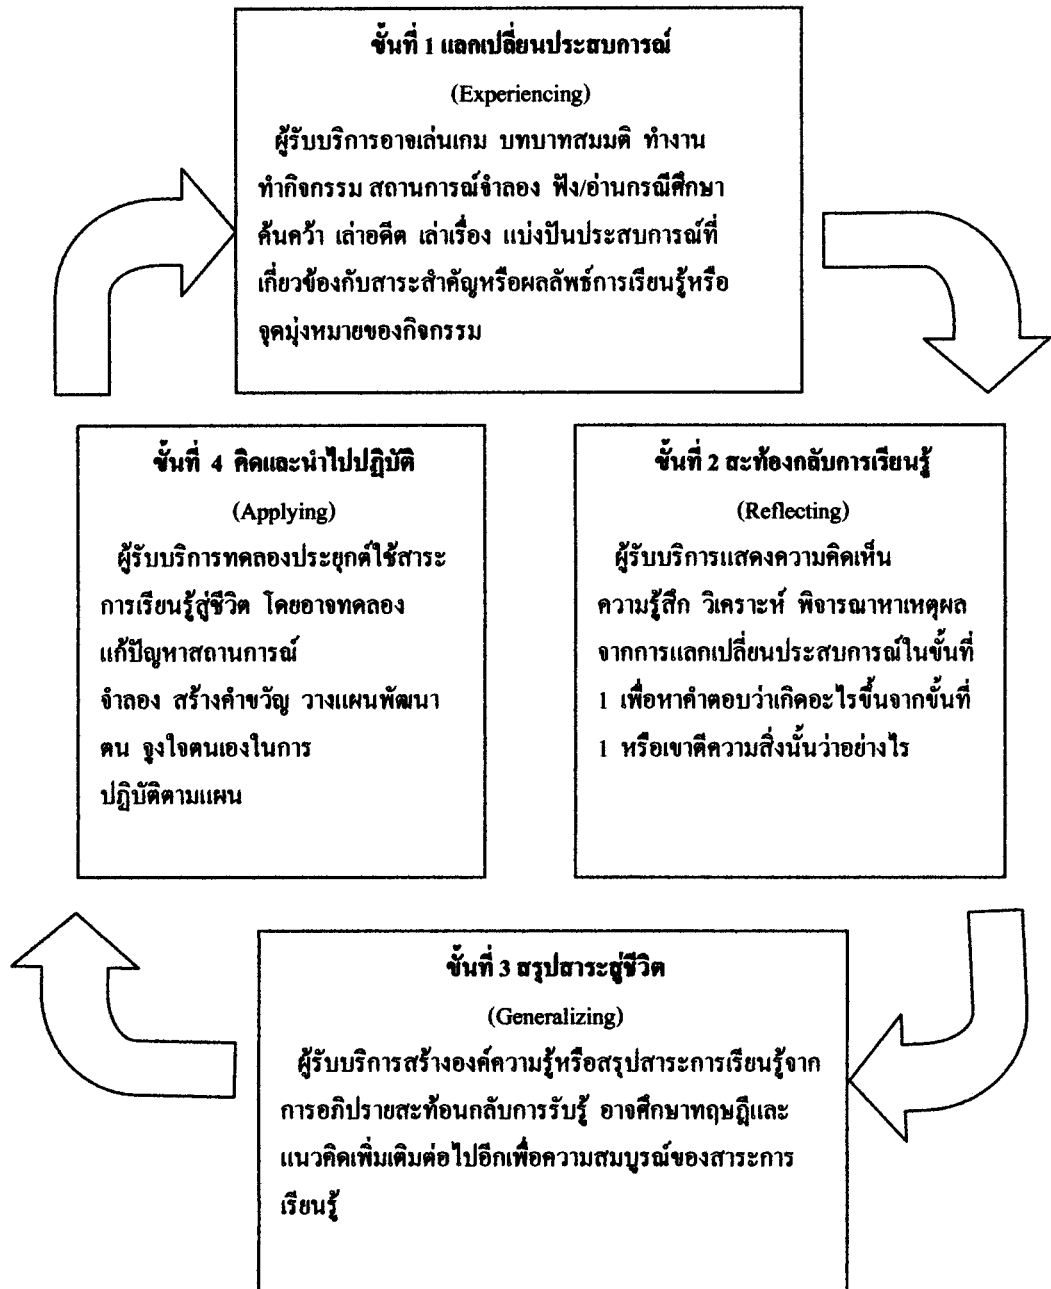 ขั้นที่ 1 แลกเปลี่ยนประสบการณ์
(Experiencing)
ผู้รับบริการอาจเล่นเกม บทบาทสมมติ ทำงาน
ทำกิจกรรม สถานการณ์จำลอง ฟัง/อ่านกรณีศึกษา
ค้นคว้า เล่าอดีต เล่าเรื่อง แบ่งปันประสบการณ์ที่
เกี่ยวข้องกับสาระสำคัญหรือผลลัพธ์การเรียนรู้หรือ
จุดมุ่งหมายของกิจกรรม
ขั้นที่ 2 สะท้องกลับการเรียนรู้
(Reflecting)
ผู้รับบริการแสดงความคิดเห็น
ความรู้สึก วิเคราะห์ พิจารณาหาเหตุผล
จากการแลกเปลี่ยนประสบการณ์ในขั้นที่
1 เพื่อหาคำตอบว่าเกิดอะไรขึ้นจากขั้นที่
1 หรือเขาตีความสิ่งนั้นว่าอย่างไร
ขั้นที่ 3 สรุปสาระสู่ชีวิต
(Generalizing)
ผู้รับบริการสร้างองค์ความรู้หรือสรุปสาระการเรียนรู้จาก
การอภิปรายสะท้อนกลับการรับรู้ อาจศึกษาทฤษฎีและ
แนวคิดเพิ่มเติมต่อไปอีกเพื่อความสมบูรณ์ของสาระการ
เรียนรู้
ขั้นที่ 4 คิดและนำไปปฏิบัติ
(Applying)
ผู้รับบริการทดลองประยุกต์ใช้สาระ
การเรียนรู้สู่ชีวิต โดยอาจทดลอง
แก้ปัญหาสถานการณ์
จำลอง สร้างคำขวัญ วางแผนพัฒนา
ตน จูงใจตนเองในการ
ปฏิบัติตามแผน